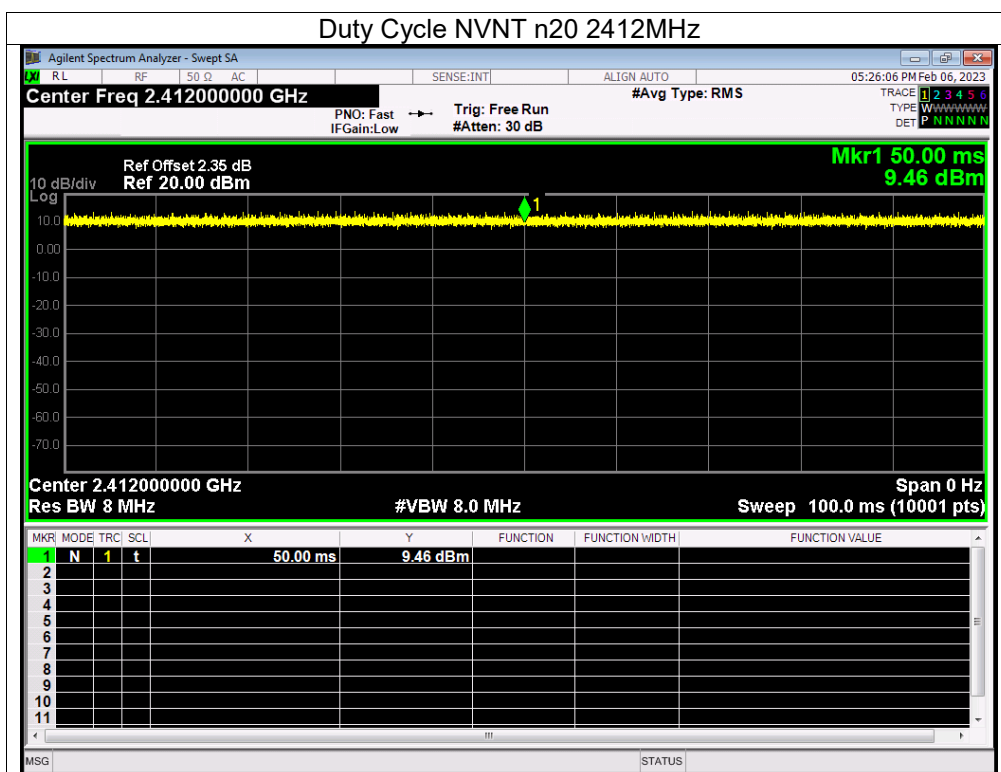 Duty Cycle NVNT n20 2412MHz
Agilent Spectrum Analyzer - Swept SA
LXI RL RF 50 Ω AC SENSE:INT ALIGN AUTO 05:26:06 PM Feb 06, 2023
Center Freq 2.412000000 GHz #Avg Type: RMS TRACE 1 2 3 4 5 6
PNO: Fast Trig: Free Run TYPE WWWWWW
IFGain:Low #Atten: 30 dB DET P N N N N N
Mkr1 50.00 ms
Ref Offset 2.35 dB
10 dB/div Ref 20.00 dBm 9.46 dBm
Log
1
10.0
0.00
-10.0
-20.0
-30.0
-40.0
-50.0
-60.0
-70.0
Center 2.412000000 GHz Span 0 Hz
Res BW 8 MHz #VBW 8.0 MHz Sweep 100.0 ms (10001 pts)
MKR MODE TRC SCL X Y FUNCTION FUNCTION WIDTH FUNCTION VALUE
1 N 1 t 50.00 ms 9.46 dBm
2
3
4
5
6
7
8
9
10
11
MSG STATUS